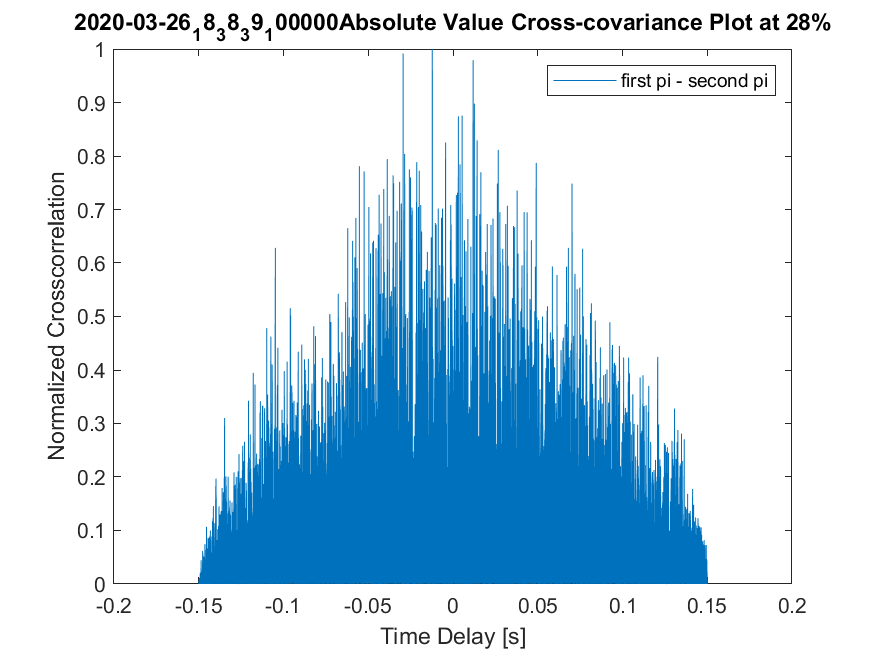 2020-03-26₁8₃8₃9₁00000Absolute Value Cross-covariance Plot at 28%
first pi - second pi
Normalized Crosscorrelation
1
0.9
0.8
0.7
0.6
0.5
0.4
0.3
0.2
0.1
0
-0.2 -0.15 -0.1 -0.05 0 0.05 0.1 0.15 0.2
Time Delay [s]